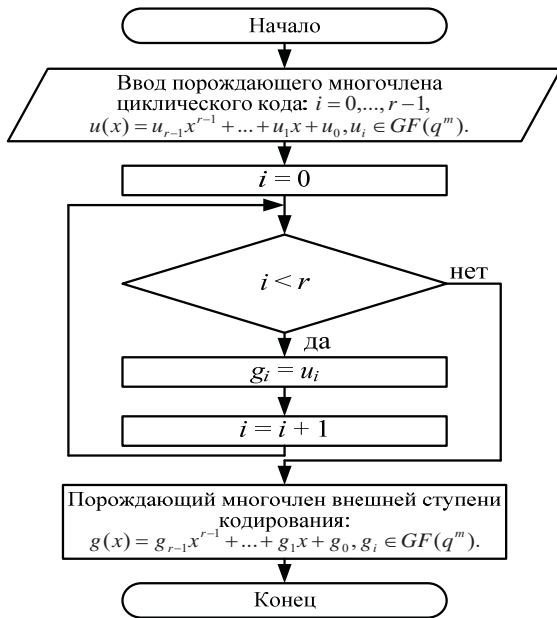 Начало
Ввод порождающего многочлена
циклического кода: i = 0,..., r − 1,
u(x) = u_{r−1}x^{r−1} + ... + u_1x + u_0, u_i ∈ GF(q^m).
i = 0
i < r
нет
да
g_i = u_i
i = i + 1
Порождающий многочлен внешней ступени
кодирования:
g(x) = g_{r−1}x^{r−1} + ... + g_1x + g_0, g_i ∈ GF(q^m).
Конец